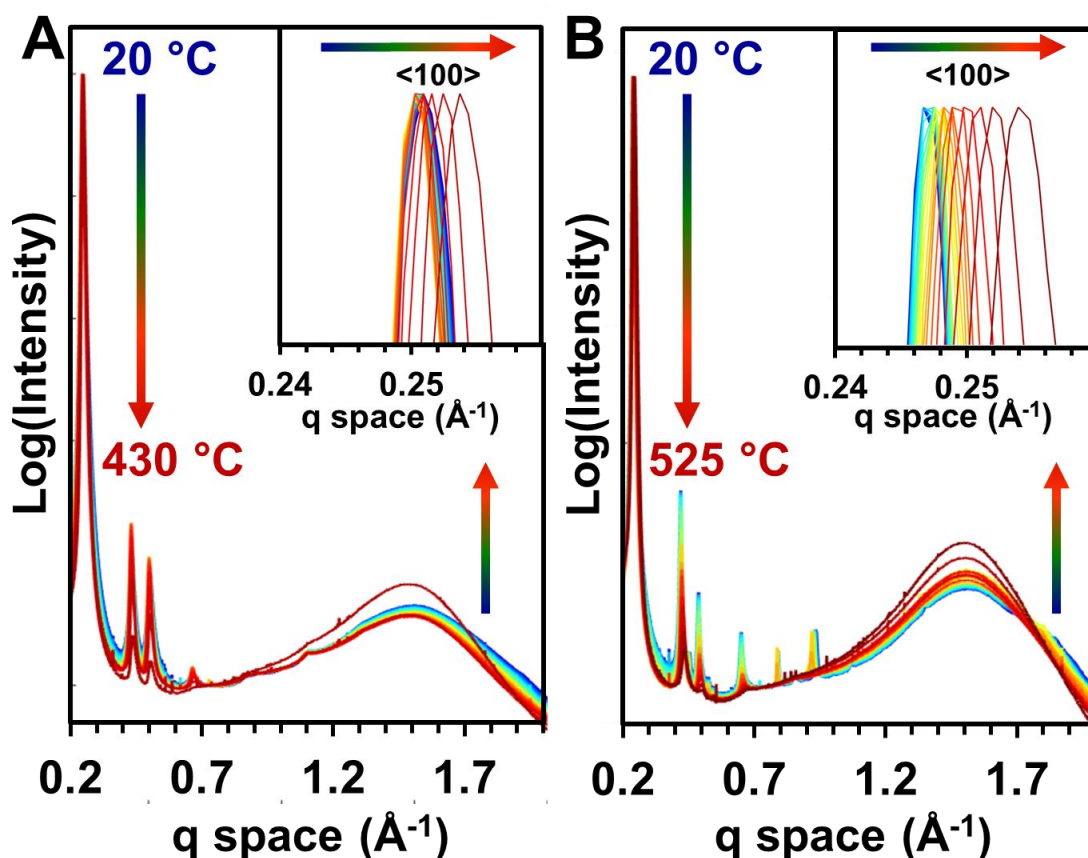 A
20 °C
<100>
0.24
0.25
q space (Å⁻¹)
430 °C
Log(Intensity)
0.2
0.7
1.2
1.7
q space (Å⁻¹)
B
20 °C
<100>
0.24
0.25
q space (Å⁻¹)
525 °C
Log(Intensity)
0.2
0.7
1.2
1.7
q space (Å⁻¹)